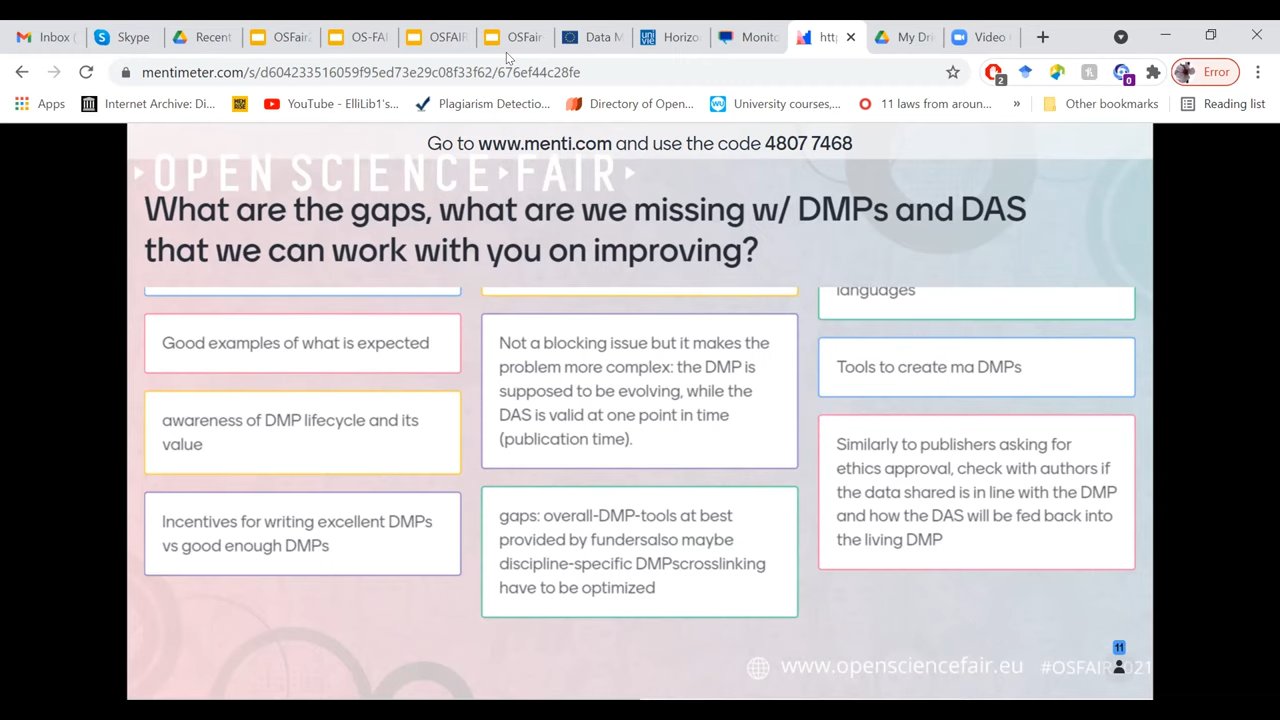 Inbox (
Skype
Recent
OSFair2
OS-FAI
OSFAIR
OSFair
Data M
Horizo
Monito
http
My Dri
Video
mentimeter.com/s/d604233516059f95ed73e2c08f33f62/676ef44c28fe
2
0
Error
Apps
Internet Archive: Di...
YouTube - ElliLib1's...
Plagiarism Detectio...
Directory of Open...
University courses,...
11 laws from aroun...
»
Other bookmarks
Reading list
Go to www.menti.com and use the code 4807 7468
OPEN SCIENCE FAIR
What are the gaps, what are we missing w/ DMPs and DAS
that we can work with you on improving?
Good examples of what is expected
awareness of DMP lifecycle and its
value
Incentives for writing excellent DMPs
vs good enough DMPs
Not a blocking issue but it makes the
problem more complex: the DMP is
supposed to be evolving, while the
DAS is valid at one point in time
(publication time).
gaps: overall-DMP-tools at best
provided by fundersalso maybe
discipline-specific DMPscrosslinking
have to be optimized
languages
Tools to create ma DMPs
Similarly to publishers asking for
ethics approval, check with authors if
the data shared is in line with the DMP
and how the DAS will be fed back into
the living DMP
11
www.opensciencefair.eu #OSFAIR2021